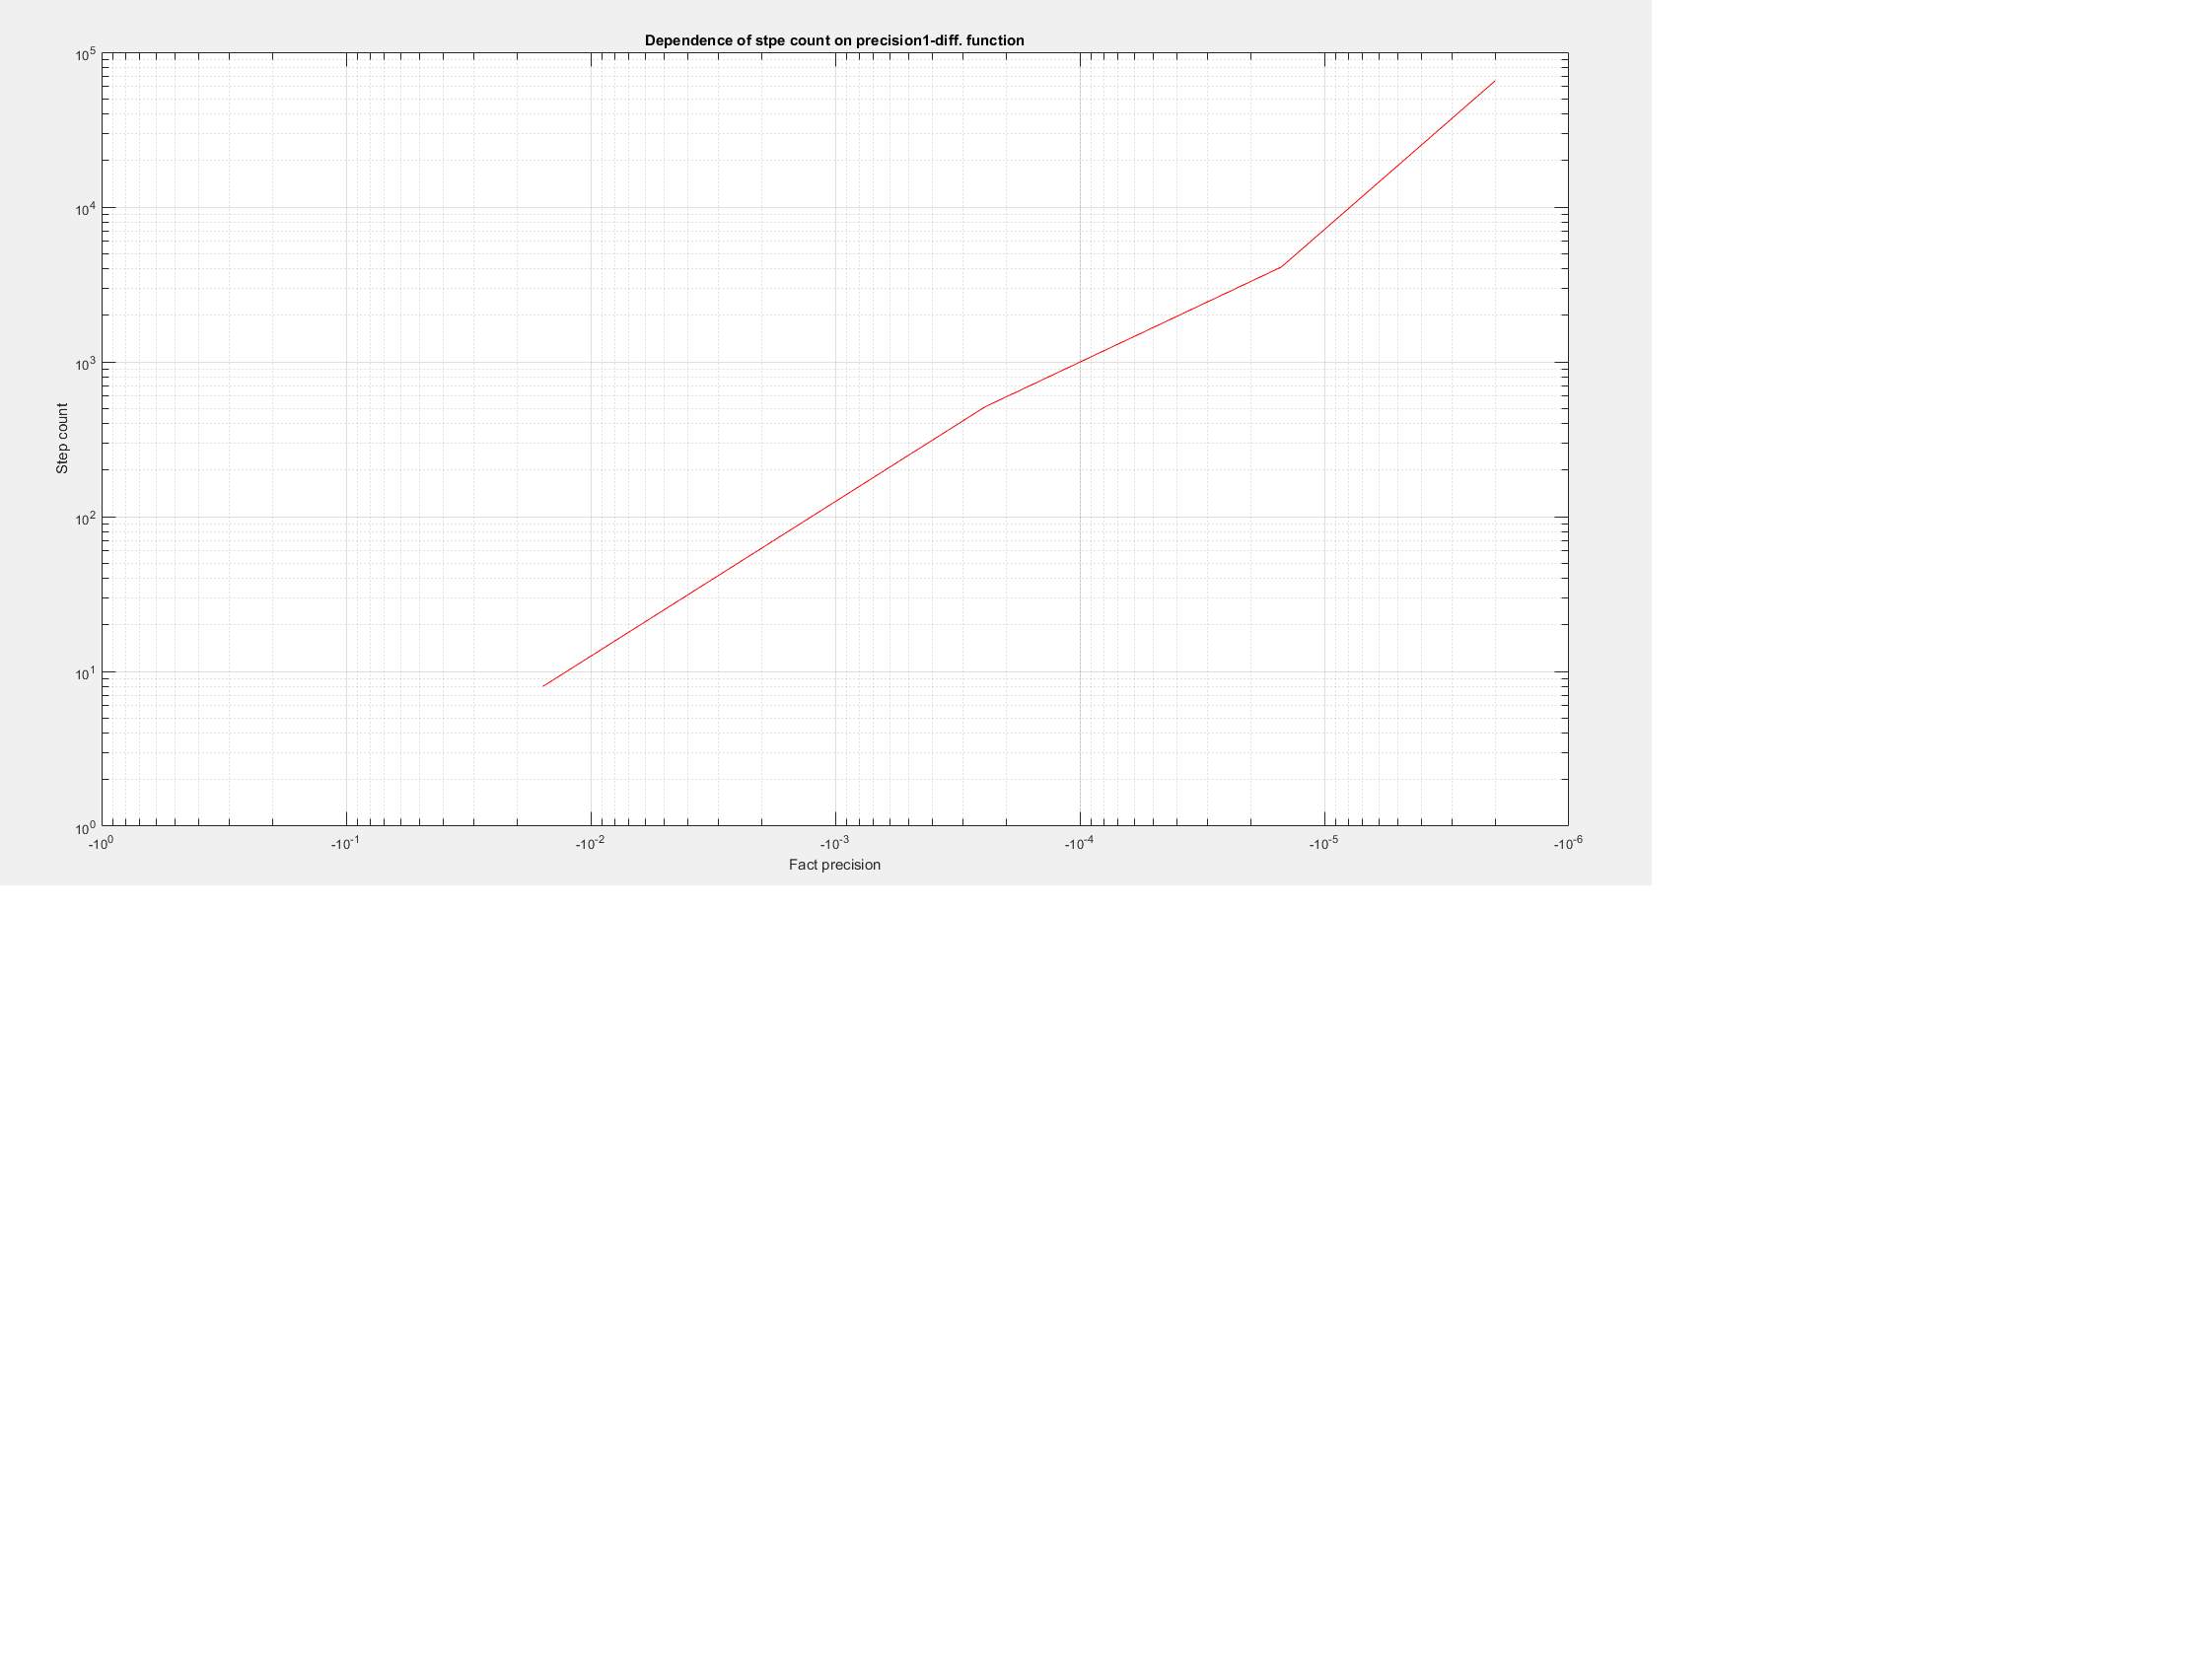 Dependence of stpe count on precision1-diff. function
10^5
10^4
10^3
10^2
10^1
10^0
Step count
-10^0 -10^-1 -10^-2 -10^-3 -10^-4 -10^-5 -10^-6
Fact precision